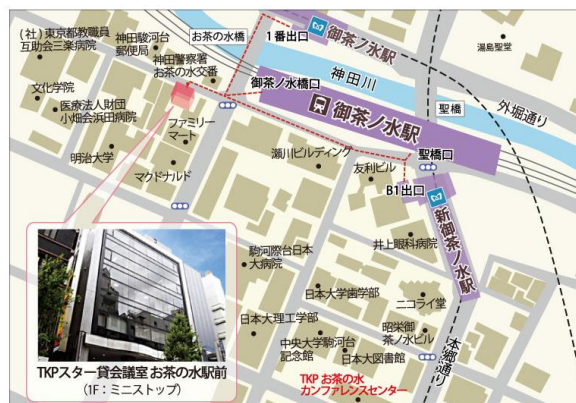 (社)東京都教職員
互助会三楽病院
神田駿河台
郵便局
お茶の水橋
1番出口
御茶ノ水駅
湯島聖堂
神田警察署
お茶の水交番
御茶ノ水橋口
神田川
外堀通り
文化学院
医療法人財団
小畑会浜田病院
御茶ノ水駅
聖橋
ファミリー
マート
明治大学
瀬川ビルディング
聖橋口
友利ビル
マクドナルド
B1出口
新御茶ノ水駅
井上眼科病院
駿河際台日本
大病院
日本大学歯学部
ニコライ堂
日本大理工学部
昭栄御
茶ノ水ビル
本郷通り
中央大学駿河台
記念館
日本大図書館
TKPスター貸会議室 お茶の水駅前
(1F:ミニストップ)
TKP お茶の水
カンファレンスセンター